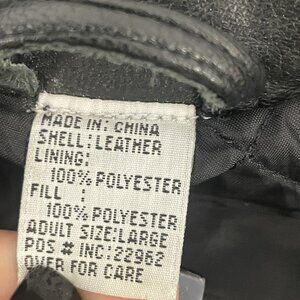 MADE IN: CHINA
SHELL: LEATHER
LINING:
100% POLYESTER
FILL :
100% POLYESTER
ADULT SIZE:LARGE
POS # INC: 22962
OVER FOR CARE